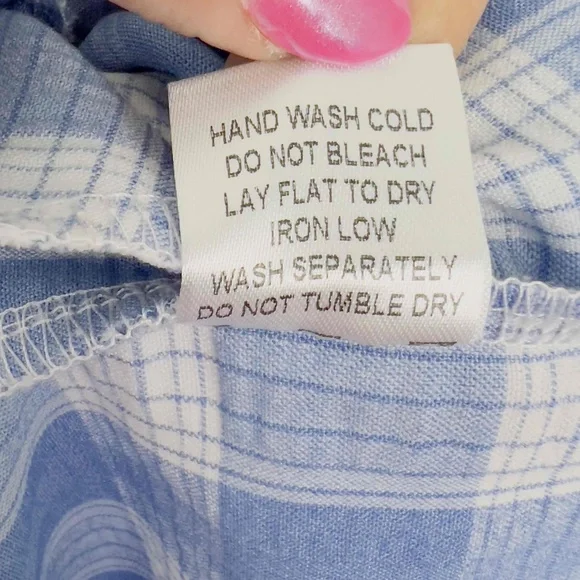 HAND WASH COLD
DO NOT BLEACH
LAY FLAT TO DRY
IRON LOW
WASH SEPARATELY
DO NOT TUMBLE DRY